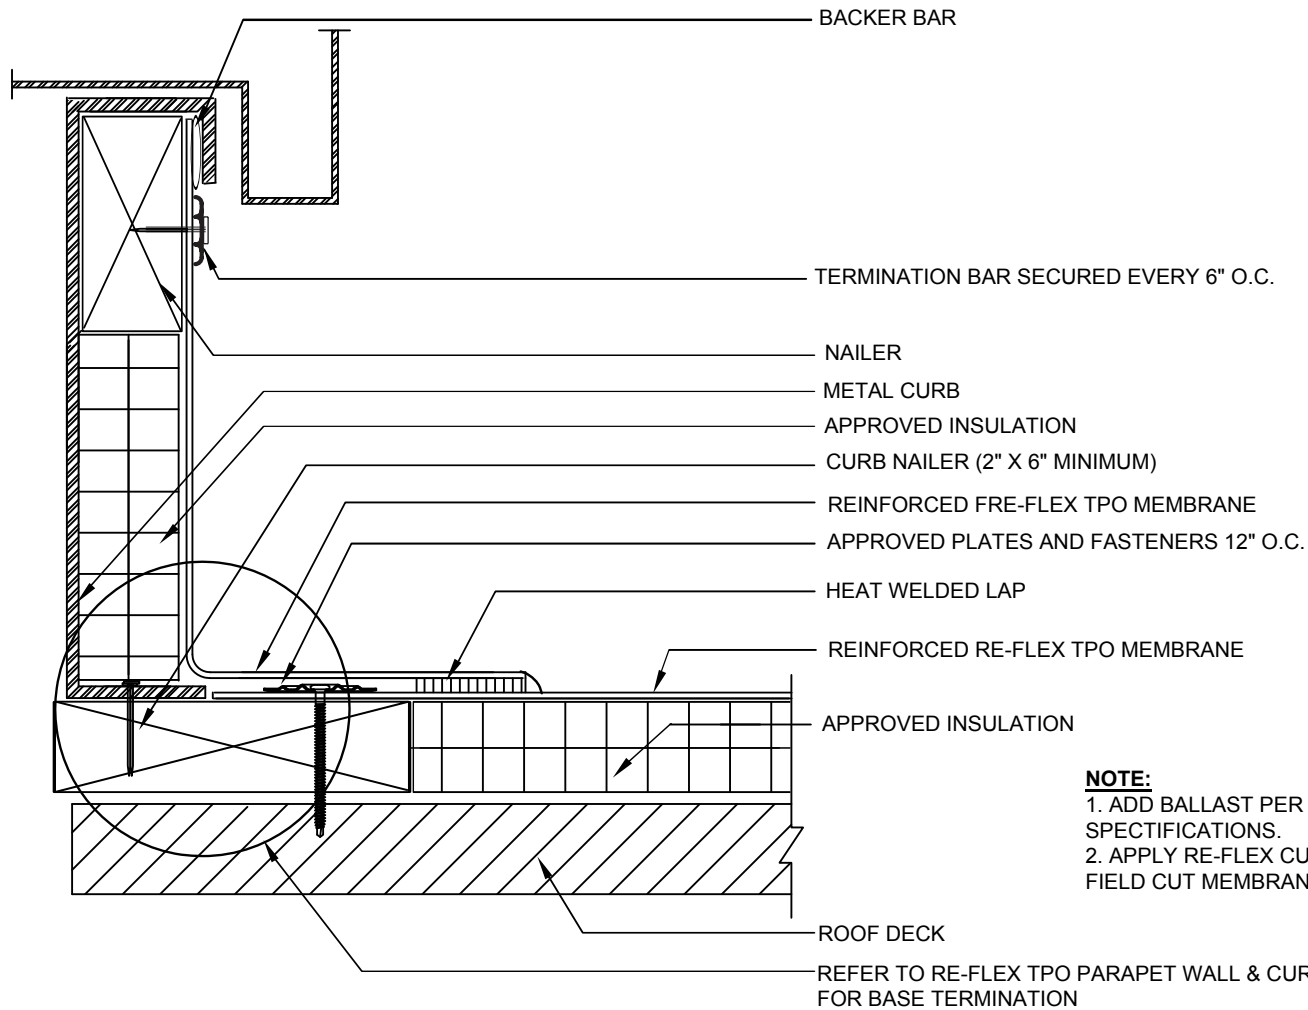 BACKER BAR
TERMINATION BAR SECURED EVERY 6" O.C.
NAILER
METAL CURB
APPROVED INSULATION
CURB NAILER (2" X 6" MINIMUM)
REINFORCED FRE-FLEX TPO MEMBRANE
APPROVED PLATES AND FASTENERS 12" O.C.
HEAT WELDED LAP
REINFORCED RE-FLEX TPO MEMBRANE
APPROVED INSULATION
NOTE:
1. ADD BALLAST PER
SPECTIFICATIONS.
2. APPLY RE-FLEX
FIELD CUT
ROOF DECK
REFER TO RE-FLEX TPO PARAPET WALL &
FOR BASE TERMINATION